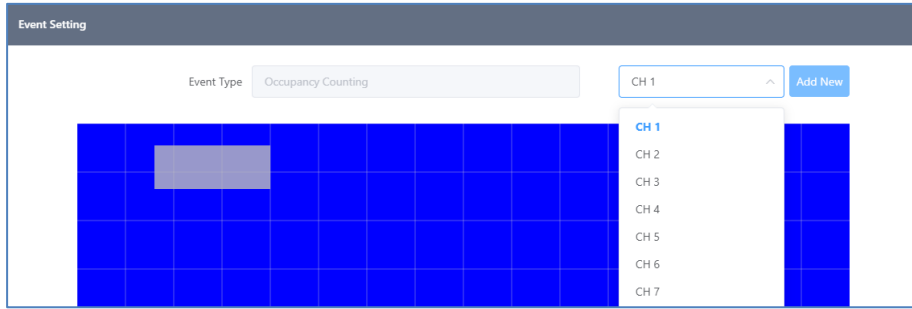 Event Setting
Event Type Occupancy Counting CH 1 Add New
CH 1
CH 2
CH 3
CH 4
CH 5
CH 6
CH 7